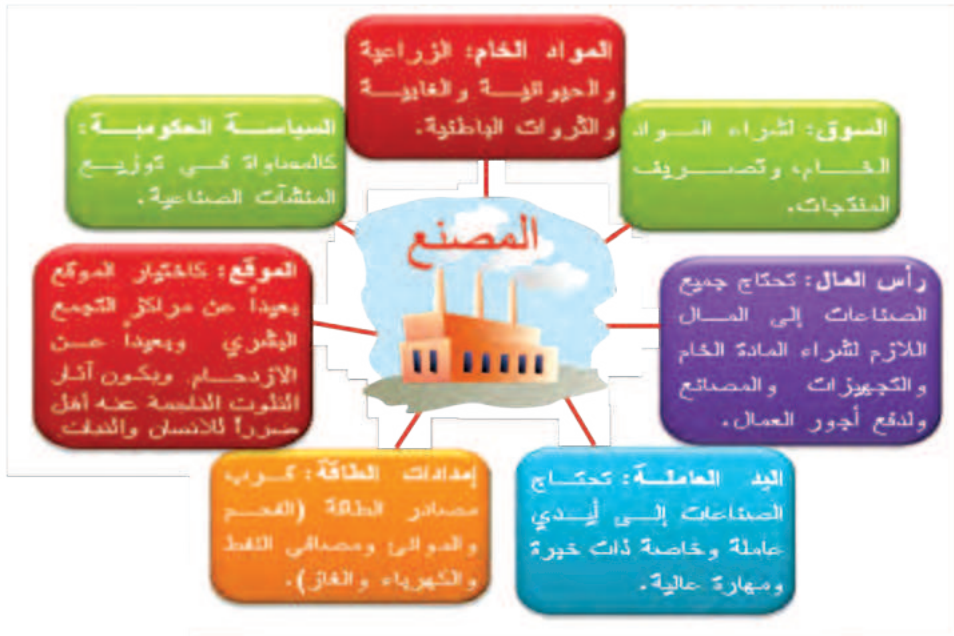 المواد الخام: الزراعية
والحيوانية والغابية
والثروات الباطنية.
السوق: لشراء المواد
الخام، وتصريف
المنتجات.
السياسة الحكومية:
كالمساواة في توزيع
المنشآت الصناعية.
المصنع
رأس المال: تحتاج جميع
الصناعات إلى المال
اللازم لشراء المادة الخام
والتجهيزات والمصانع
ولدفع أجور العمال.
الموقع: كاختيار الموقع
بعيداً عن مراكز التجمع
البشري وبعيداً عن
الازدحام، ويكون آثار
التلوث الناجمة عنه أقل
ضرراً للانسان والنبات
اليد العاملة: تحتاج
الصناعات إلى أيدي
عاملة وخاصة ذات خبرة
ومهارة عالية.
إمدادات الطاقة: كرب
مصادر الطاقة (الفحم
والموانئ ومصافي النفط
والكهرباء والغاز).